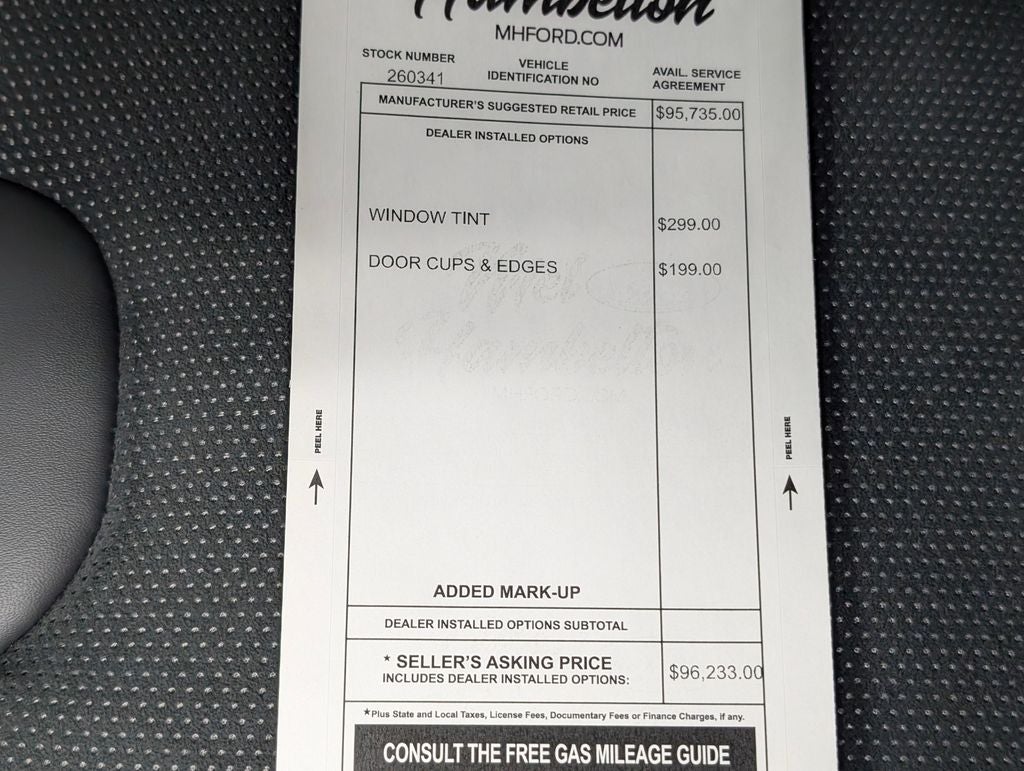 Hambelton
MHFORD.COM
STOCK NUMBER
260341
VEHICLE
IDENTIFICATION NO
AVAIL. SERVICE
AGREEMENT
MANUFACTURER'S SUGGESTED RETAIL PRICE $95,735.00
DEALER INSTALLED OPTIONS
WINDOW TINT $299.00
DOOR CUPS & EDGES $199.00
Mel
Hambelton
PEEL HERE
PEEL HERE
ADDED MARK-UP
DEALER INSTALLED OPTIONS SUBTOTAL
* SELLER'S ASKING PRICE
INCLUDES DEALER INSTALLED OPTIONS: $96,233.00
*Plus State and Local Taxes, License Fees, Documentary Fees or Finance Charges, if any.
CONSULT THE FREE GAS MILEAGE GUIDE